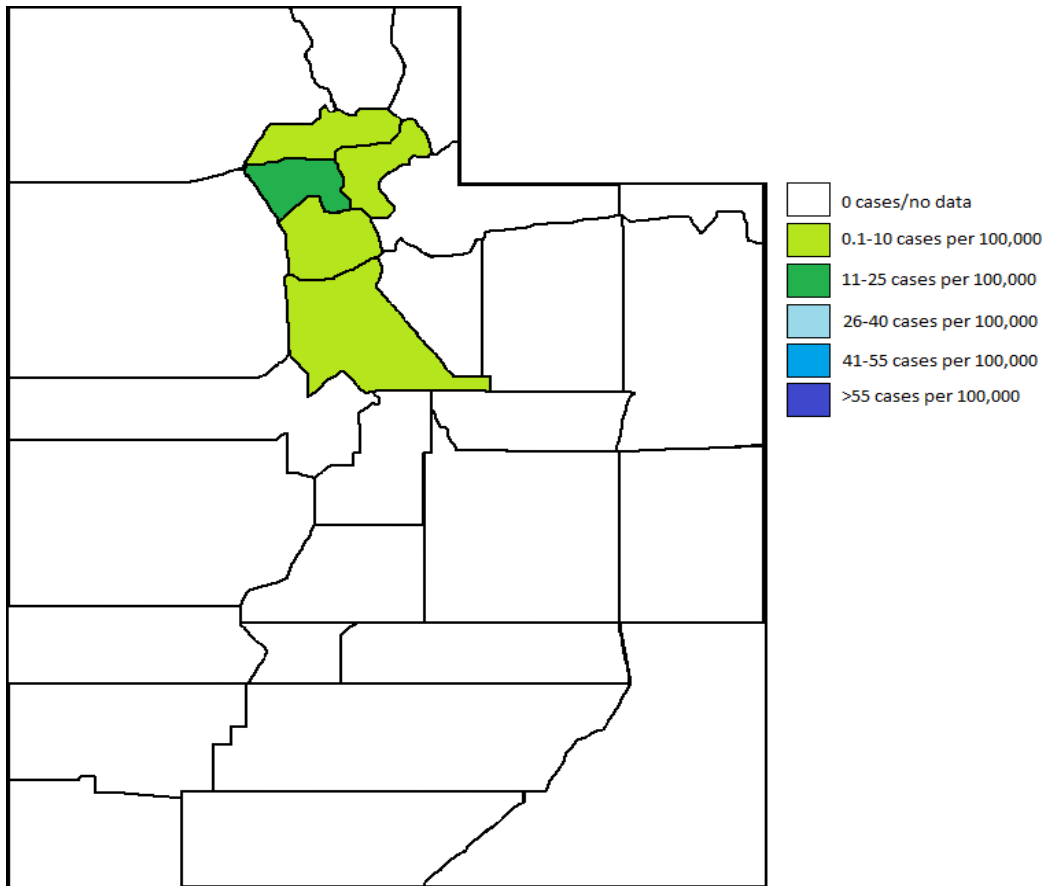 0 cases/no data
0.1-10 cases per 100,000
11-25 cases per 100,000
26-40 cases per 100,000
41-55 cases per 100,000
>55 cases per 100,000